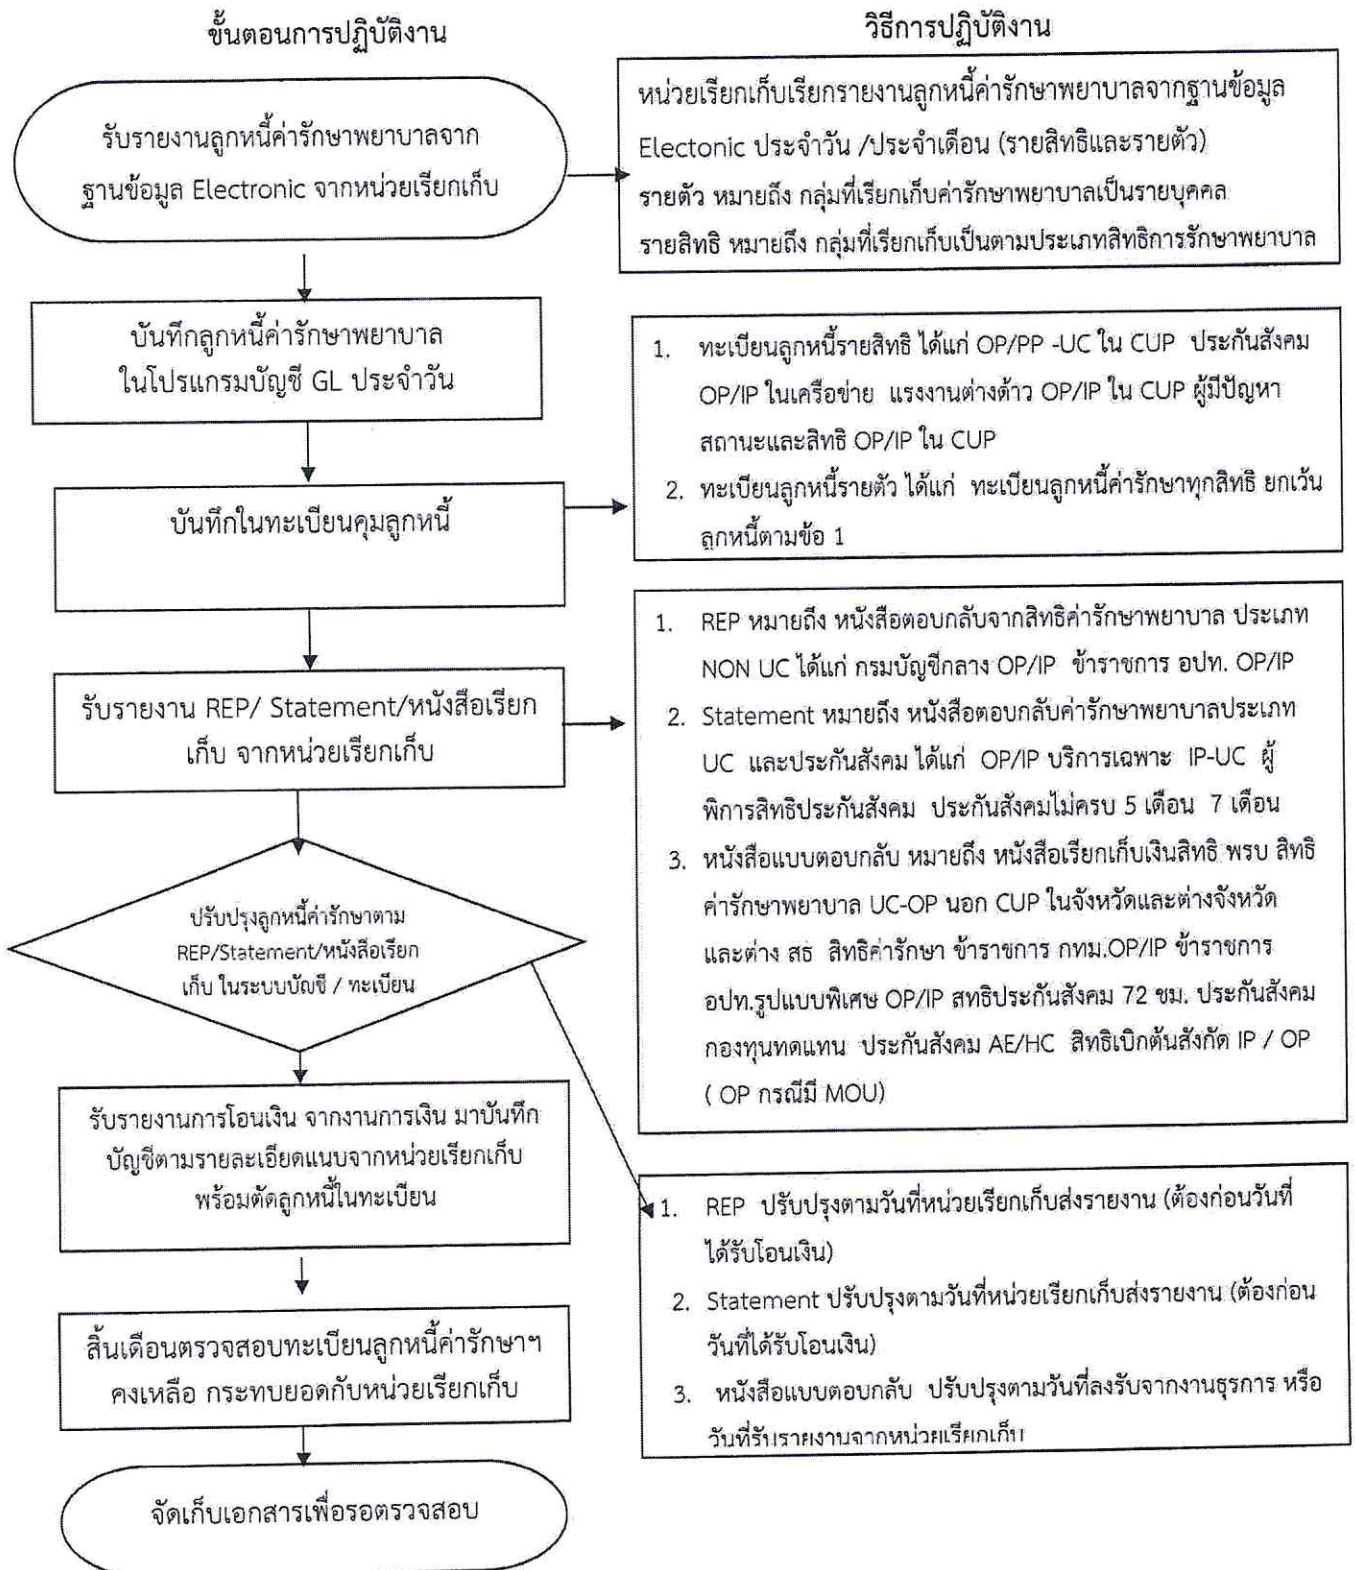 ขั้นตอนการปฏิบัติงาน
วิธีการปฏิบัติงาน
รับรายงานลูกหนี้ค่ารักษาพยาบาลจาก
ฐานข้อมูล Electronic จากหน่วยเรียกเก็บ
หน่วยเรียกเก็บเรียกรายงานลูกหนี้ค่ารักษาพยาบาลจากฐานข้อมูล
Electonic ประจำวัน /ประจำเดือน (รายสิทธิและรายตัว)
รายตัว หมายถึง กลุ่มที่เรียกเก็บค่ารักษาพยาบาลเป็นรายบุคคล
รายสิทธิ หมายถึง กลุ่มที่เรียกเก็บเป็นตามประเภทสิทธิการรักษาพยาบาล
บันทึกลูกหนี้ค่ารักษาพยาบาล
ในโปรแกรมบัญชี GL ประจำวัน
บันทึกในทะเบียนคุมลูกหนี้
1. ทะเบียนลูกหนี้รายสิทธิ ได้แก่ OP/PP -UC ใน CUP ประกันสังคม
OP/IP ในเครือข่าย แรงงานต่างด้าว OP/IP ใน CUP ผู้มีปัญหา
สถานะและสิทธิ OP/IP ใน CUP
2. ทะเบียนลูกหนี้รายตัว ได้แก่ ทะเบียนลูกหนี้ค่ารักษาทุกสิทธิ ยกเว้น
ลูกหนี้ตามข้อ 1
รับรายงาน REP/ Statement/หนังสือเรียก
เก็บ จากหน่วยเรียกเก็บ
1. REP หมายถึง หนังสือตอบกลับจากสิทธิค่ารักษาพยาบาล ประเภท
NON UC ได้แก่ กรมบัญชีกลาง OP/IP ข้าราชการ อปท. OP/IP
2. Statement หมายถึง หนังสือตอบกลับค่ารักษาพยาบาลประเภท
UC และประกันสังคม ได้แก่ OP/IP บริการเฉพาะ IP-UC ผู้
พิการสิทธิประกันสังคม ประกันสังคมไม่ครบ 5 เดือน 7 เดือน
3. หนังสือแบบตอบกลับ หมายถึง หนังสือเรียกเก็บเงินสิทธิ พรบ สิทธิ
ค่ารักษาพยาบาล UC-OP นอก CUP ในจังหวัดและต่างจังหวัด
และต่าง สธ สิทธิค่ารักษา ข้าราชการ กทม.OP/IP ข้าราชการ
อปท.รูปแบบพิเศษ OP/IP สทธิประกันสังคม 72 ชม. ประกันสังคม
กองทุนทดแทน ประกันสังคม AE/HC สิทธิเบิกต้นสังกัด IP / OP
( OP กรณีมี MOU)
ปรับปรุงลูกหนี้ค่ารักษาตาม
REP/Statement/หนังสือเรียก
เก็บ ในระบบบัญชี / ทะเบียน
รับรายงานการโอนเงิน จากงานการเงิน มาบันทึก
บัญชีตามรายละเอียดแนบจากหน่วยเรียกเก็บ
พร้อมตัดลูกหนี้ในทะเบียน
1. REP ปรับปรุงตามวันที่หน่วยเรียกเก็บส่งรายงาน (ต้องก่อนวันที่
ได้รับโอนเงิน)
2. Statement ปรับปรุงตามวันที่หน่วยเรียกเก็บส่งรายงาน (ต้องก่อน
วันที่ได้รับโอนเงิน)
3. หนังสือแบบตอบกลับ ปรับปรุงตามวันที่ลงรับจากงานธุรการ หรือ
วันที่รับรายงานจากหน่วยเรียกเก็บ
สิ้นเดือนตรวจสอบทะเบียนลูกหนี้ค่ารักษาฯ
คงเหลือ กระทบยอดกับหน่วยเรียกเก็บ
จัดเก็บเอกสารเพื่อรอตรวจสอบ